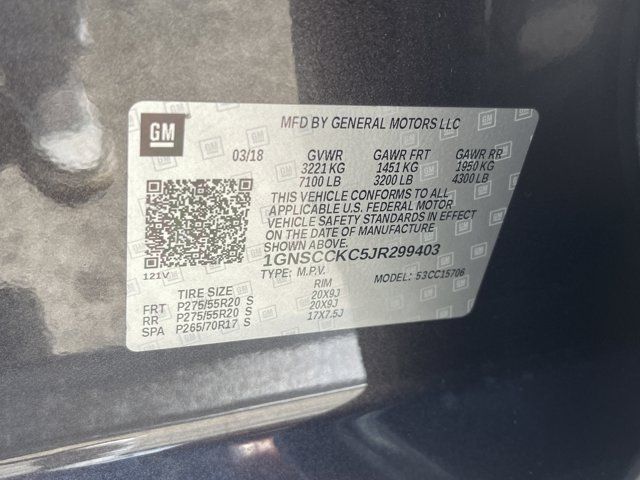 GM
MFD BY GENERAL MOTORS LLC
03/18 GVWR GAWR FRT GAWR RR
3221 KG 1451 KG 1950 KG
7100 LB 3200 LB 4300 LB
THIS VEHICLE CONFORMS TO ALL
APPLICABLE U.S. FEDERAL MOTOR
VEHICLE SAFETY STANDARDS IN EFFECT
ON THE DATE OF MANUFACTURE
SHOWN ABOVE.
1GNSCCKC5JR299403
121V TYPE: M.P.V. MODEL: 53CC15706
TIRE SIZE RIM
FRT P275/55R20 S 20X9J
RR P275/55R20 S 20X9J
SPA P265/70R17 S 17X7.5J